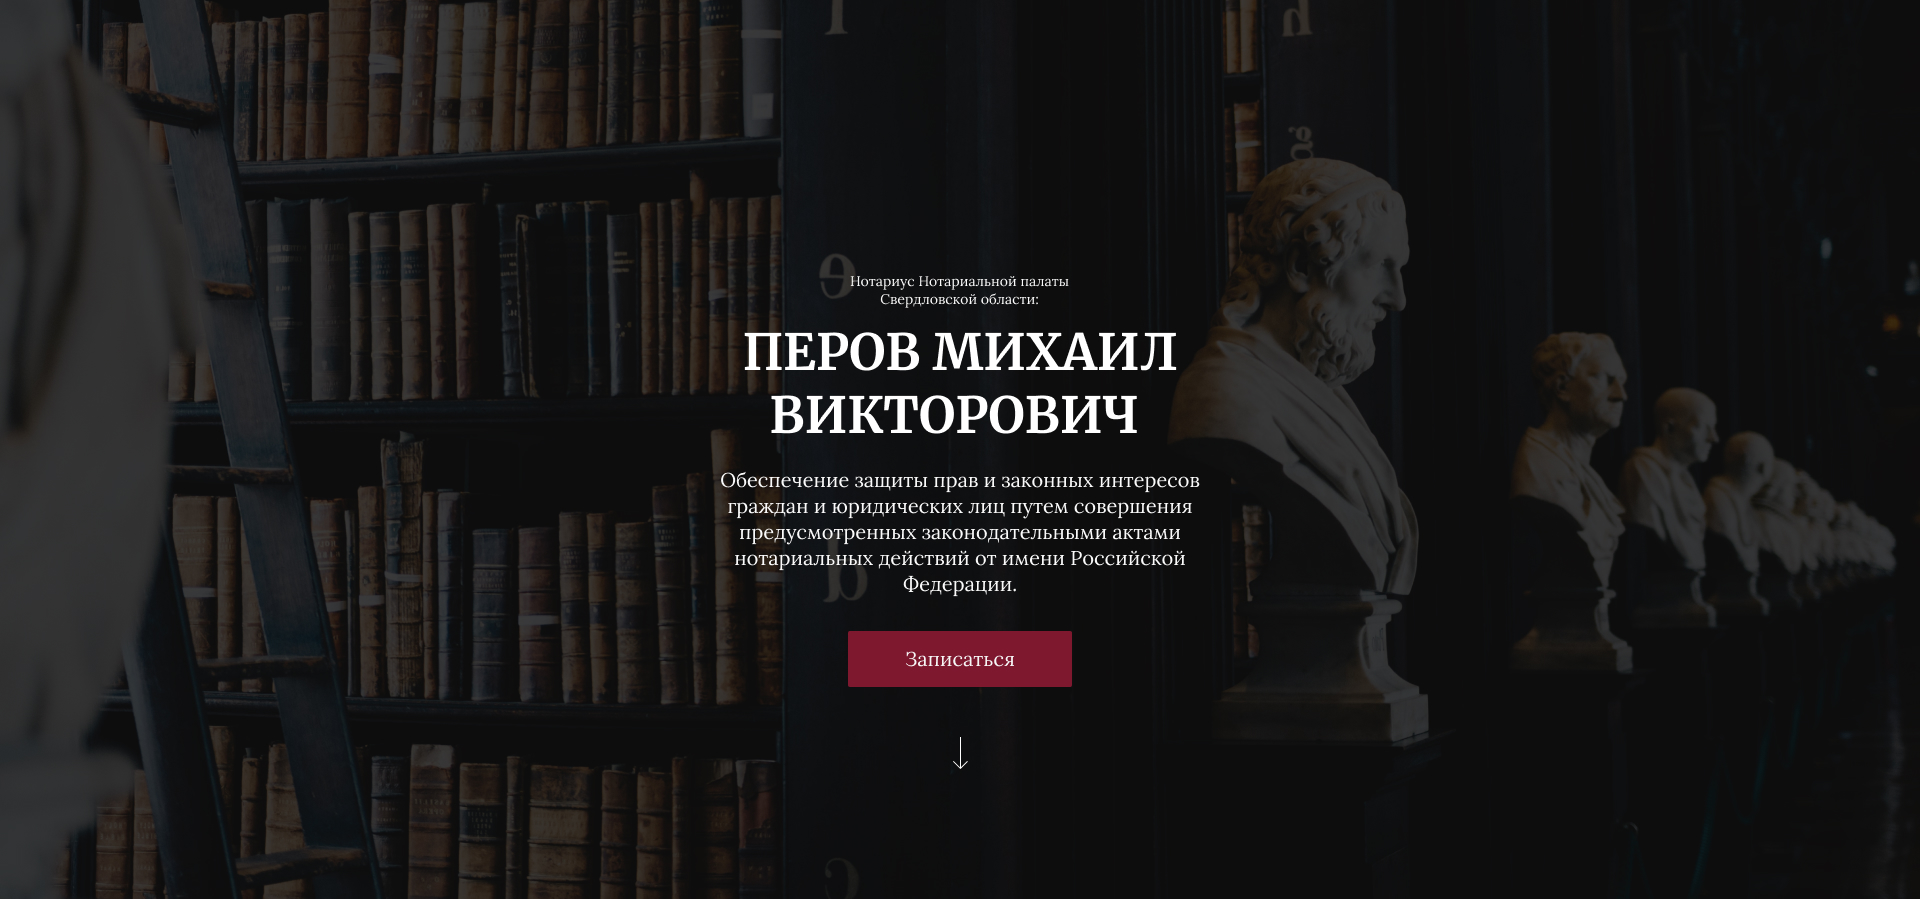 Нотариус Нотариальной палаты
Свердловской области:
ПЕРОВ МИХАИЛ
ВИКТОРОВИЧ
Обеспечение защиты прав и законных интересов
граждан и юридических лиц путем совершения
предусмотренных законодательными актами
нотариальных действий от имени Российской
Федерации.
Записаться